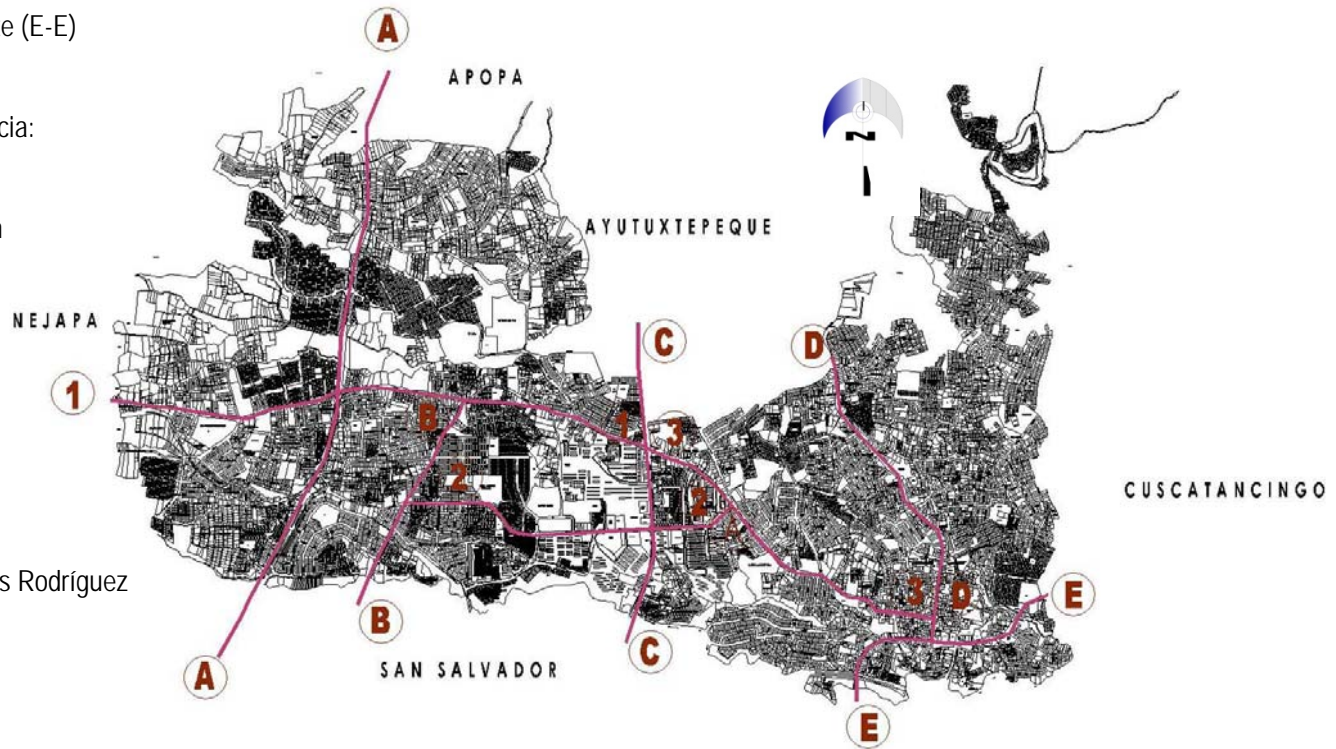 e (E-E)
A
APOPA
cia:
AYUTUXTEPEQUE
N
NEJAPA
C
D
1
B
1
3
2
2
A
CUSCATANCINGO
s Rodríguez
3
D
E
B
C
A
SAN SALVADOR
E